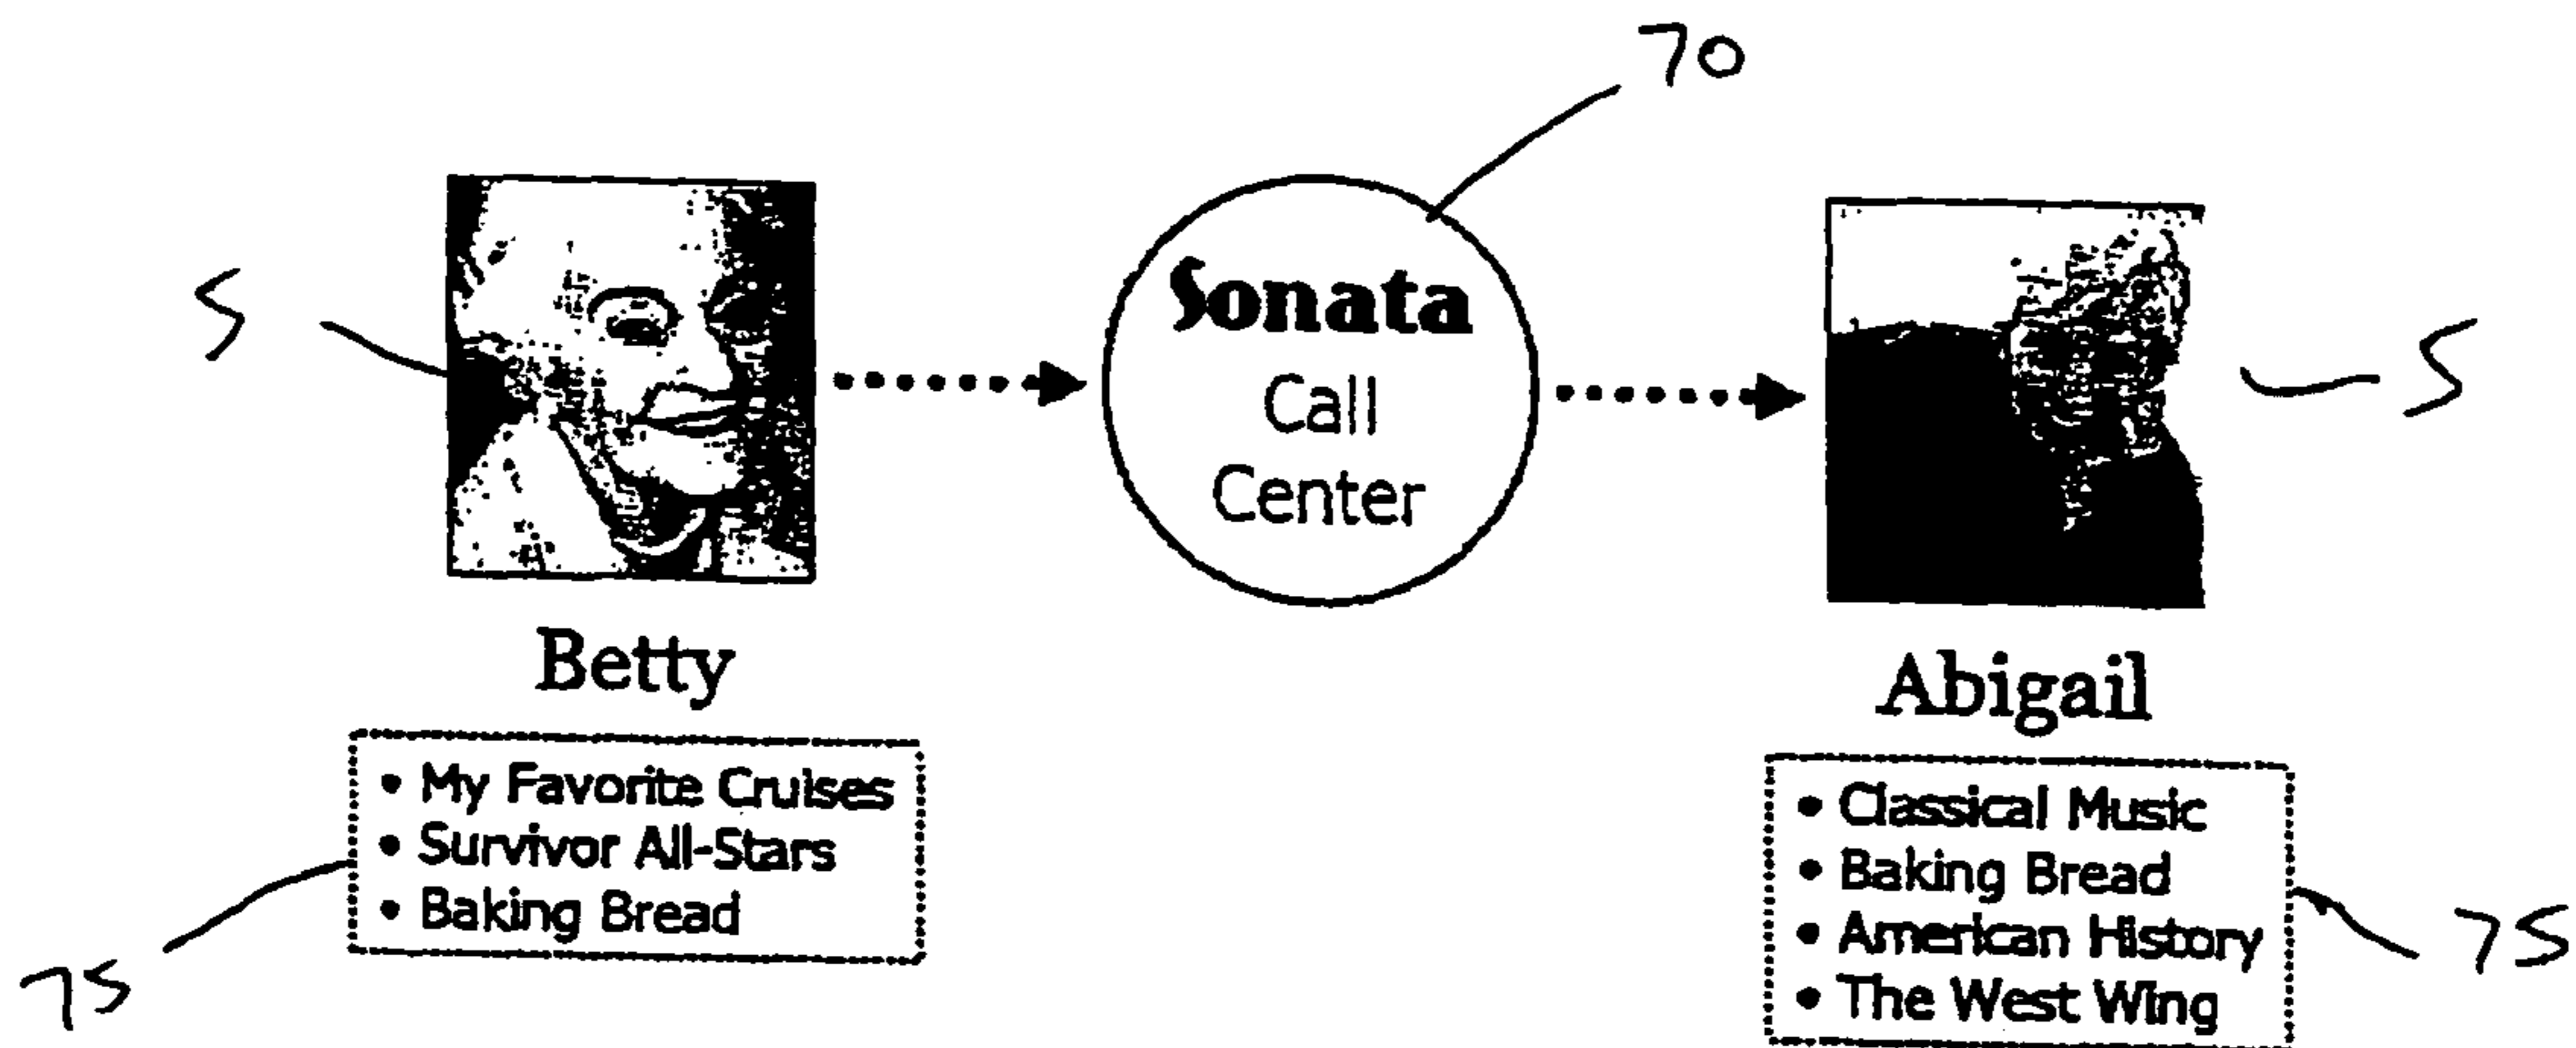 70
5
Sonata
Call
Center
5
Betty
Abigail
• My Favorite Cruises
• Survivor All-Stars
• Baking Bread
75
• Classical Music
• Baking Bread
• American History
• The West Wing
75